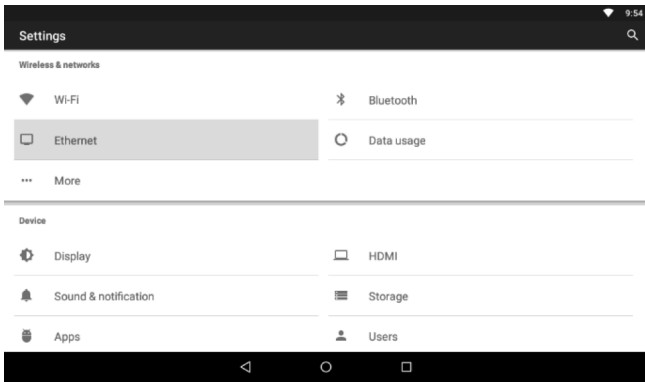 9:54
Settings
Wireless & networks
Wi-Fi
Bluetooth
Ethernet
Data usage
More
Device
Display
HDMI
Sound & notification
Storage
Apps
Users